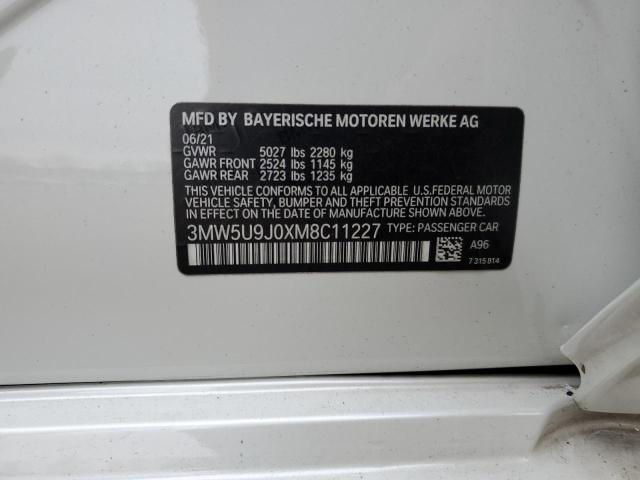 MFD BY BAYERISCHE MOTOREN WERKE AG
06/21
GVWR 5027 lbs 2280 kg
GAWR FRONT 2524 lbs 1145 kg
GAWR REAR 2723 lbs 1235 kg
THIS VEHICLE CONFORMS TO ALL APPLICABLE U.S.FEDERAL MOTOR
VEHICLE SAFETY, BUMPER AND THEFT PREVENTION STANDARDS IN
EFFECT ON THE DATE OF MANUFACTURE SHOWN ABOVE.
3MW5U9J0XM8C11227 TYPE: PASSENGER CAR
A96
7 315 814